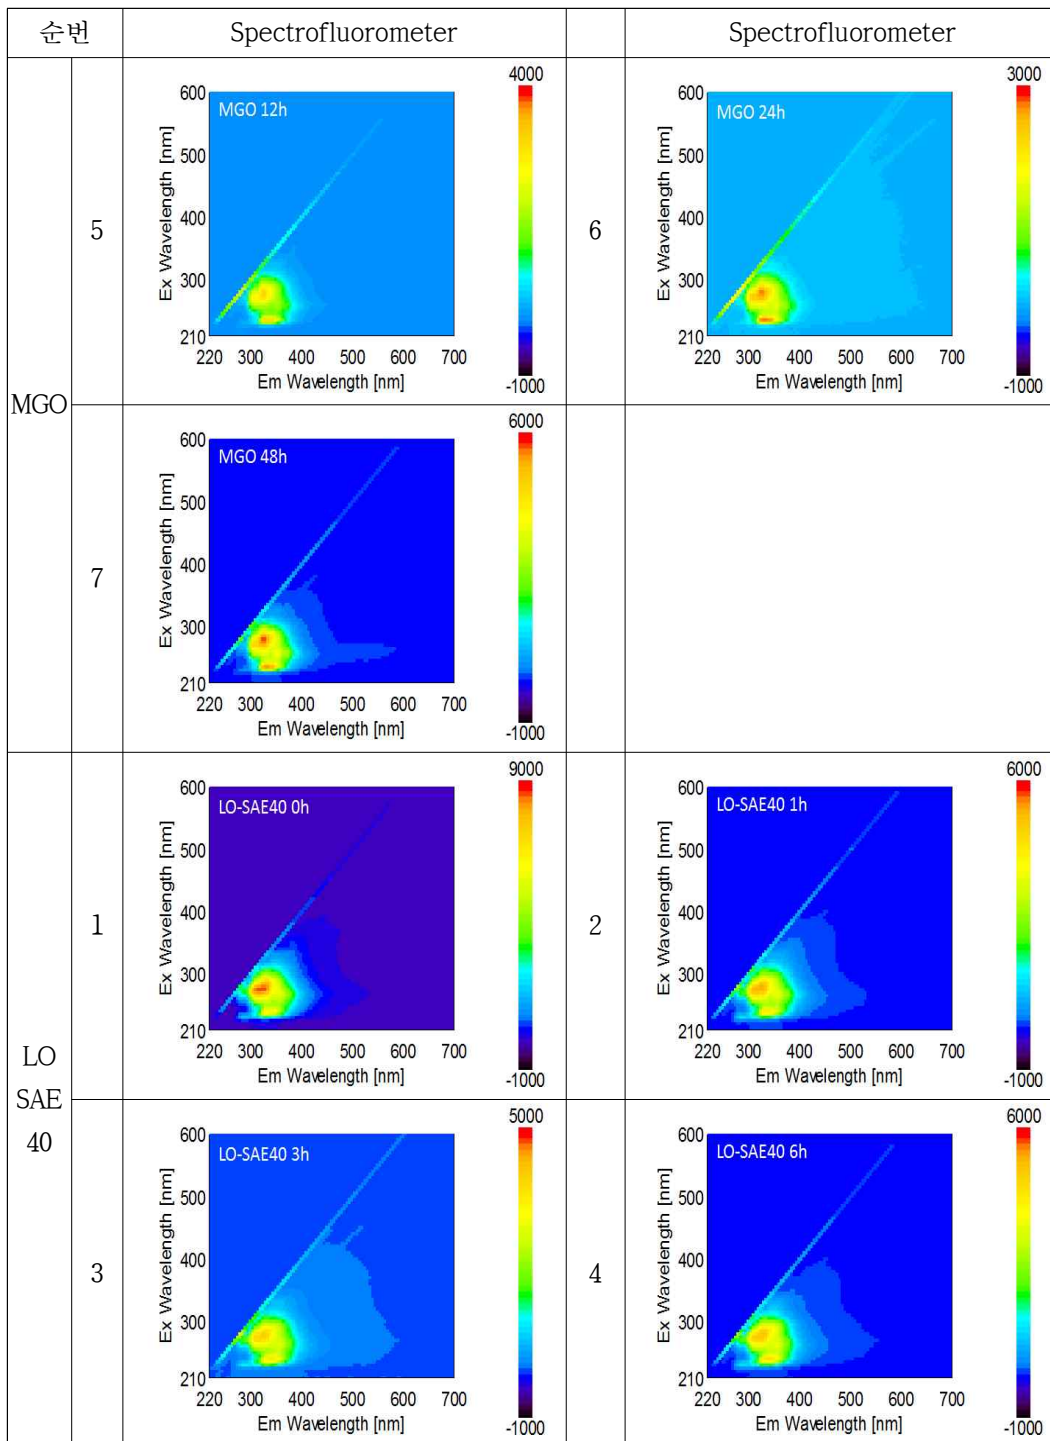 순번 Spectrofluorometer Spectrofluorometer
MGO
5
4000
600
MGO 12h
500
400
300
210
220 300 400 500 600 700
Ex Wavelength [nm]
Em Wavelength [nm]
-1000
6
3000
600
MGO 24h
500
400
300
210
220 300 400 500 600 700
Ex Wavelength [nm]
Em Wavelength [nm]
-1000
7
6000
600
MGO 48h
500
400
300
210
220 300 400 500 600 700
Ex Wavelength [nm]
Em Wavelength [nm]
-1000
LO
SAE
40
1
9000
600
LO-SAE40 0h
500
400
300
210
220 300 400 500 600 700
Ex Wavelength [nm]
Em Wavelength [nm]
-1000
2
6000
600
LO-SAE40 1h
500
400
300
210
220 300 400 500 600 700
Ex Wavelength [nm]
Em Wavelength [nm]
-1000
3
5000
600
LO-SAE40 3h
500
400
300
210
220 300 400 500 600 700
Ex Wavelength [nm]
Em Wavelength [nm]
-1000
4
6000
600
LO-SAE40 6h
500
400
300
210
220 300 400 500 600 700
Ex Wavelength [nm]
Em Wavelength [nm]
-1000